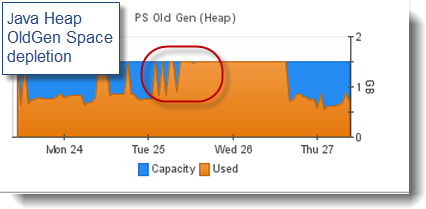 Java Heap
OldGen Space
depletion
PS Old Gen (Heap)
2
1
0
GB
Mon 24
Tue 25
Wed 26
Thu 27
Capacity
Used